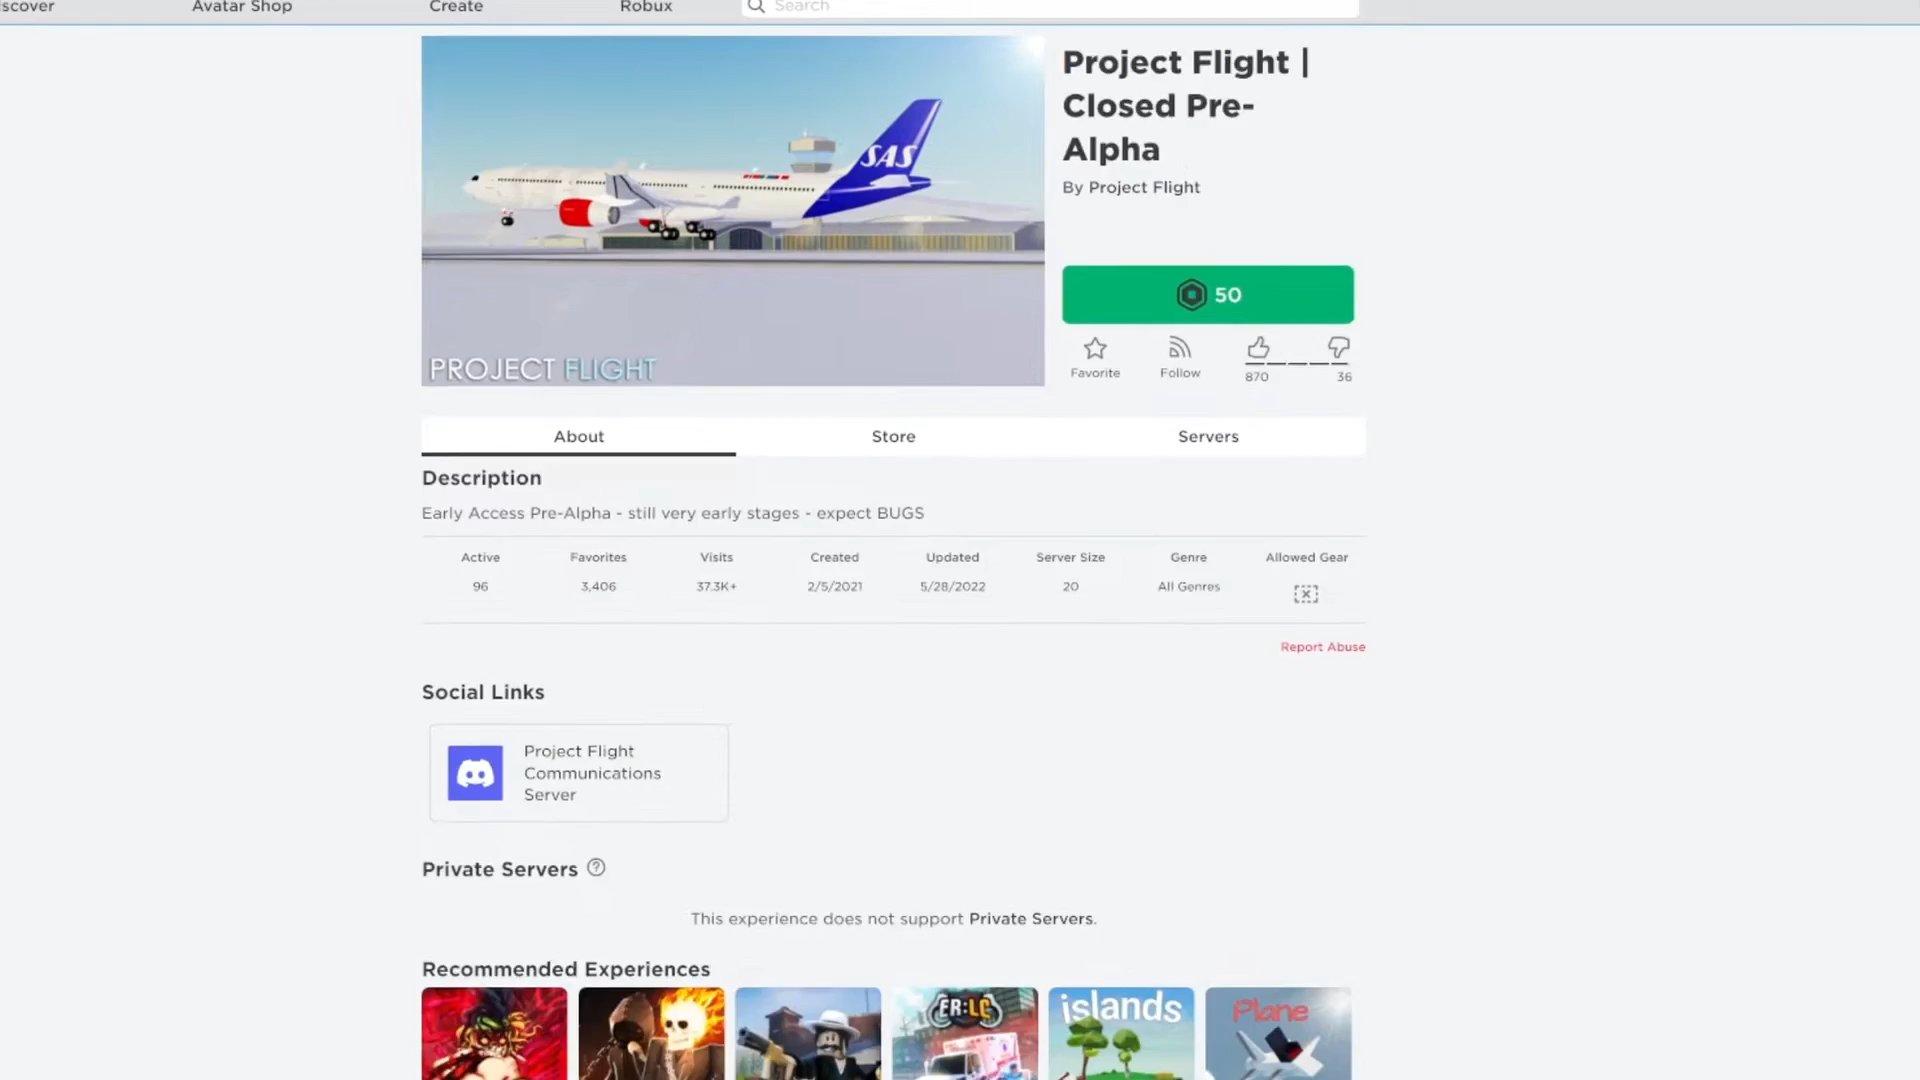 scover Avatar Shop Create Robux Search
SAS
PROJECT FLIGHT
Project Flight |
Closed Pre-
Alpha
By Project Flight
50
Favorite Follow 870 36
About Store Servers
Description
Early Access Pre-Alpha - still very early stages - expect BUGS
Active Favorites Visits Created Updated Server Size Genre Allowed Gear
96 3,406 37.3K+ 2/5/2021 5/28/2022 20 All Genres
Report Abuse
Social Links
Project Flight
Communications
Server
Private Servers
This experience does not support Private Servers.
Recommended Experiences
ER:LC islands Plane